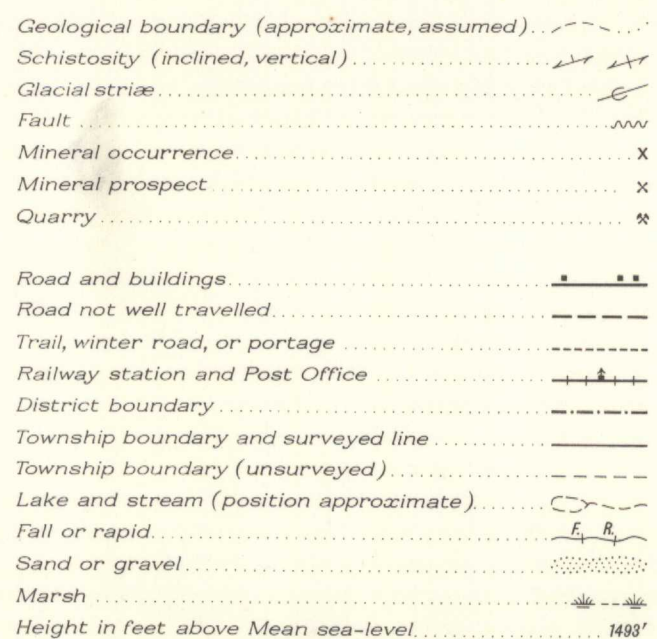 Geological boundary (approximate, assumed)
Schistosity (inclined, vertical)
Glacial striæ
Fault
Mineral occurrence X
Mineral prospect x
Quarry
Road and buildings
Road not well travelled
Trail, winter road, or portage
Railway station and Post Office
District boundary
Township boundary and surveyed line
Township boundary (unsurveyed)
Lake and stream (position approximate)
Fall or rapid F. R.
Sand or gravel
Marsh
Height in feet above Mean sea-level 1493′